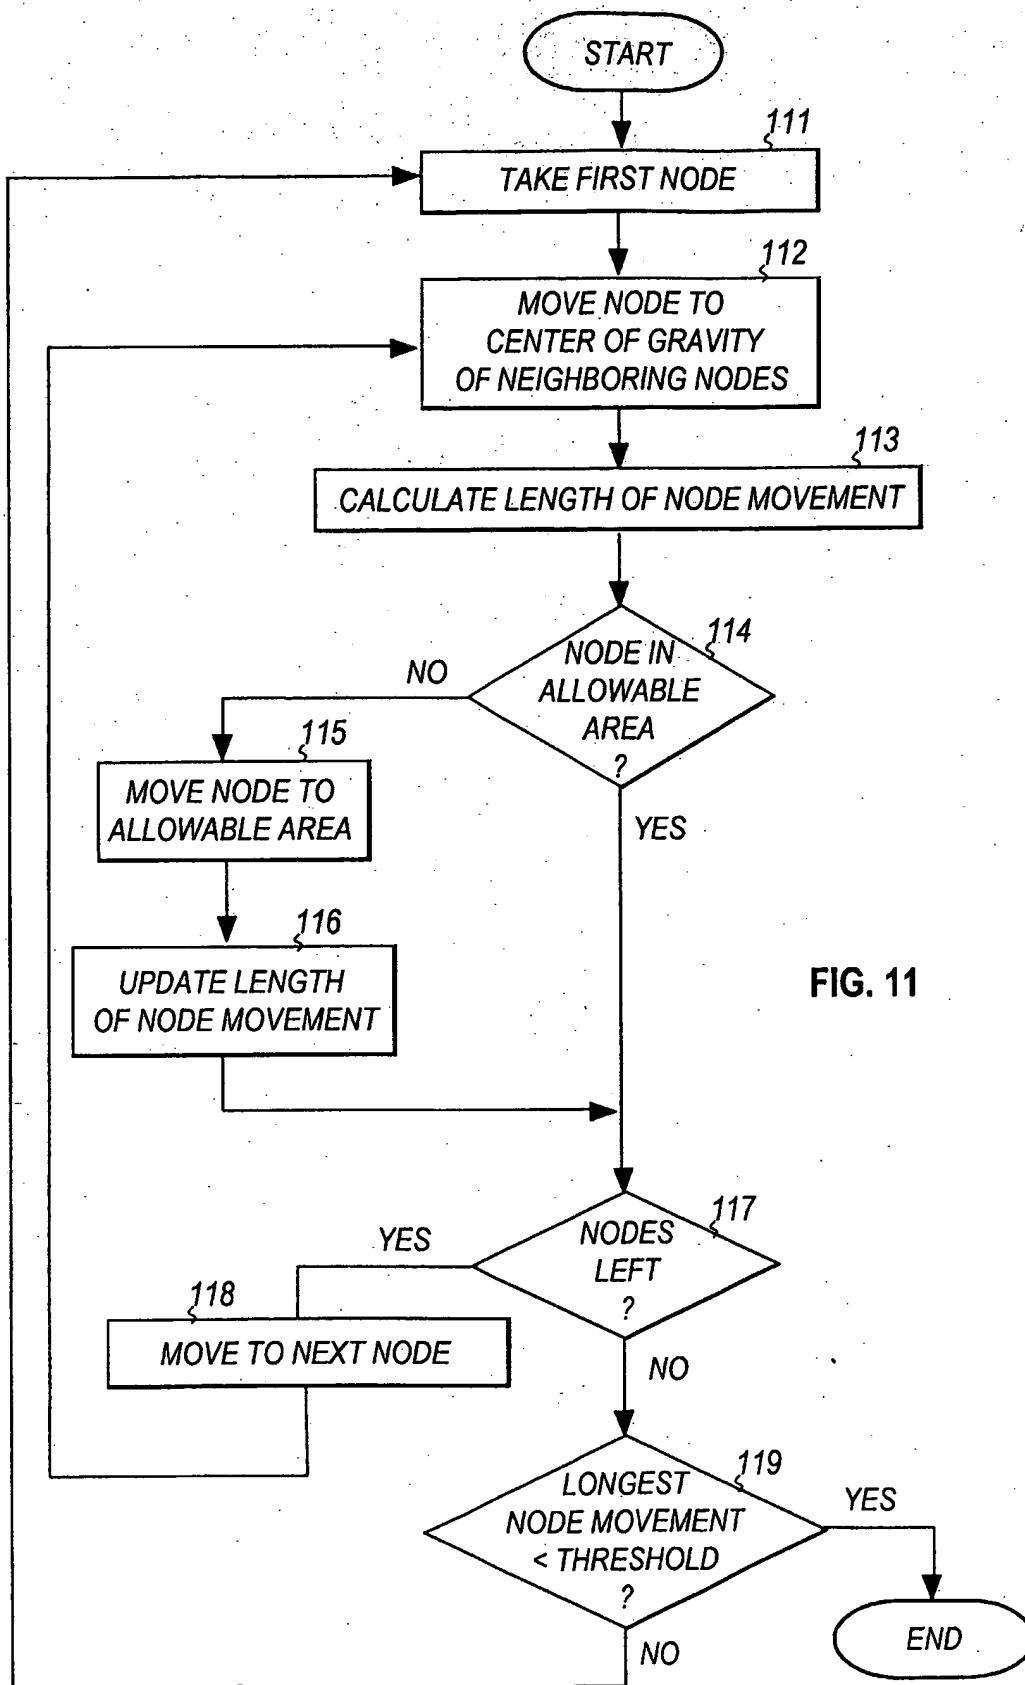 START
111
TAKE FIRST NODE
112
MOVE NODE TO
CENTER OF GRAVITY
OF NEIGHBORING NODES
113
CALCULATE LENGTH OF NODE MOVEMENT
114
NODE IN
ALLOWABLE
AREA
?
NO
YES
115
MOVE NODE TO
ALLOWABLE AREA
116
UPDATE LENGTH
OF NODE MOVEMENT
FIG. 11
117
NODES
LEFT
?
YES
NO
118
MOVE TO NEXT NODE
119
LONGEST
NODE MOVEMENT
< THRESHOLD
?
YES
NO
END